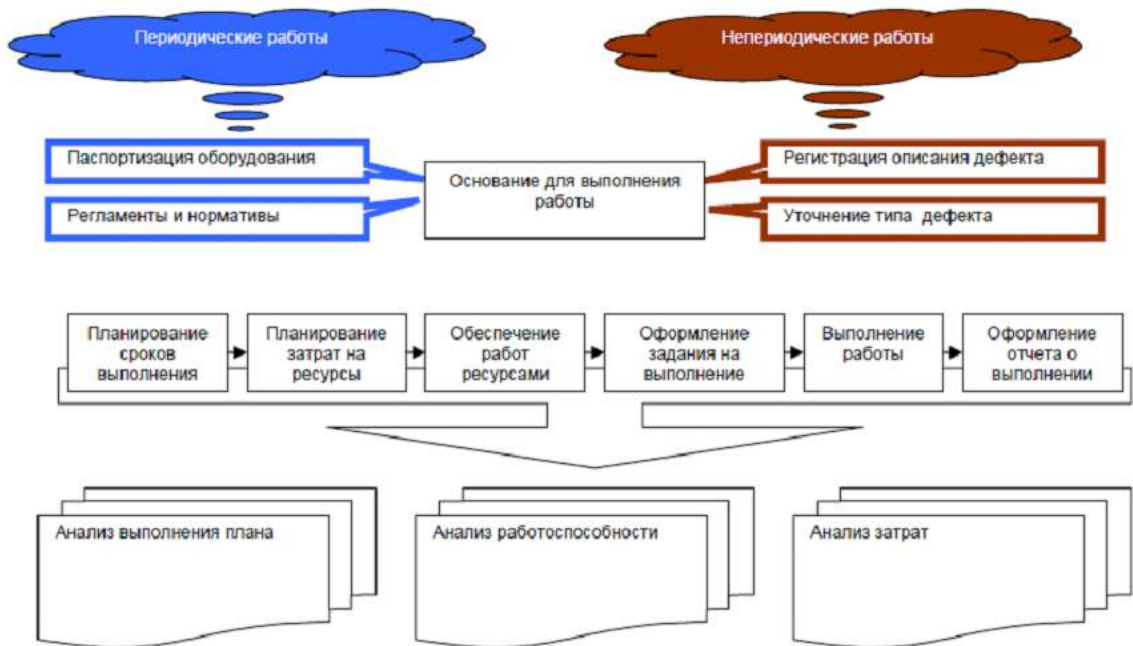 Периодические работы
Непериодические работы
Паспортизация оборудования
Регламенты и нормативы
Основание для выполнения
работы
Регистрация описания дефекта
Уточнение типа дефекта
Планирование
сроков
выполнения
Планирование
затрат на
ресурсы
Обеспечение
работ
ресурсами
Оформление
задания на
выполнение
Выполнение
работы
Оформление
отчета о
выполнении
Анализ выполнения плана
Анализ работоспособности
Анализ затрат